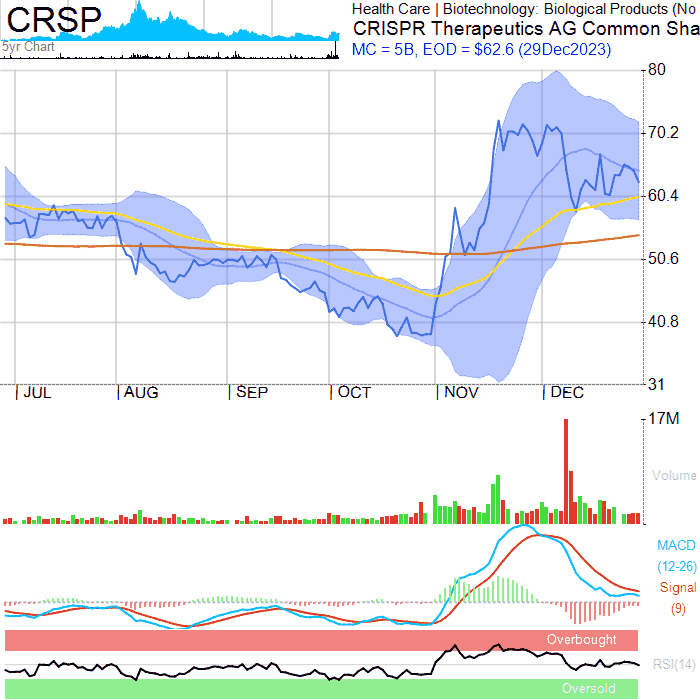 CRSP
5yr Chart
Health Care | Biotechnology: Biological Products (No
CRISPR Therapeutics AG Common Sha
MC = 5B, EOD = $62.6 (29Dec2023)
80
70.2
60.4
50.6
40.8
31
JUL AUG SEP OCT NOV DEC
17M
Volume
MACD
(12-26)
Signal
(9)
Overbought
RSI(14)
Oversold